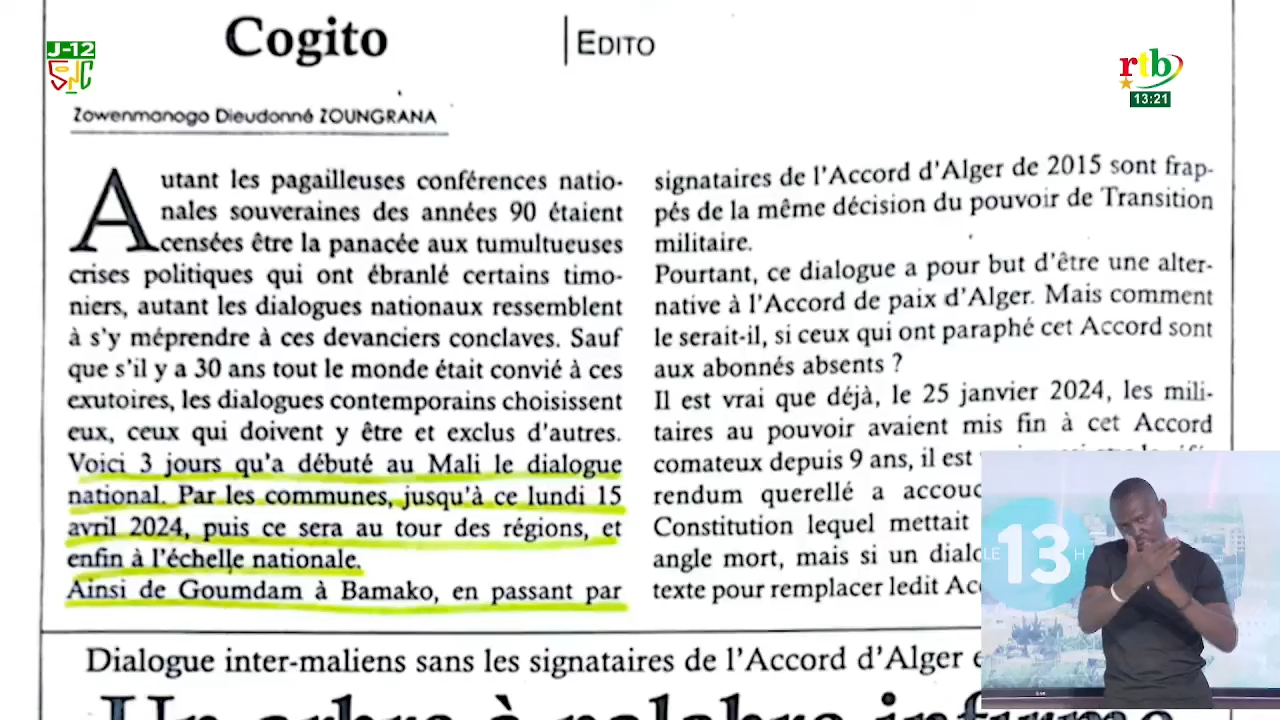 Cogito
EDITO
J-12
SNC
rtb
13:21
Zowenmanogo Dieudonné ZOUNGRANA
Autant les pagailleuses conférences natio-
nales souveraines des années 90 étaient
censées être la panacée aux tumultueuses
crises politiques qui ont ébranlé certains timo-
niers, autant les dialogues nationaux ressemblent
à s'y méprendre à ces devanciers conclaves. Sauf
que s'il y a 30 ans tout le monde était convié à ces
exutoires, les dialogues contemporains choisissent
eux, ceux qui doivent y être et exclus d'autres.
Voici 3 jours qu'a débuté au Mali le dialogue
national. Par les communes, jusqu'à ce lundi 15
avril 2024, puis ce sera au tour des régions, et
enfin à l'échelle nationale.
Ainsi de Goumdam à Bamako, en passant par
signataires de l'Accord d'Alger de 2015 sont frap-
pés de la même décision du pouvoir de Transition
militaire.
Pourtant, ce dialogue a pour but d'être une alter-
native à l'Accord de paix d'Alger. Mais comment
le serait-il, si ceux qui ont paraphé cet Accord sont
aux abonnés absents ?
Il est vrai que déjà, le 25 janvier 2024, les mili-
taires au pouvoir avaient mis fin à cet Accord
comateux depuis 9 ans, il est
rendum querellé a accouc
Constitution lequel mettait
angle mort, mais si un dialo
texte pour remplacer ledit Acc
Dialogue inter-maliens sans les signataires de l'Accord d'Alger e
Un arbre à palabre infirme
LE 13 H